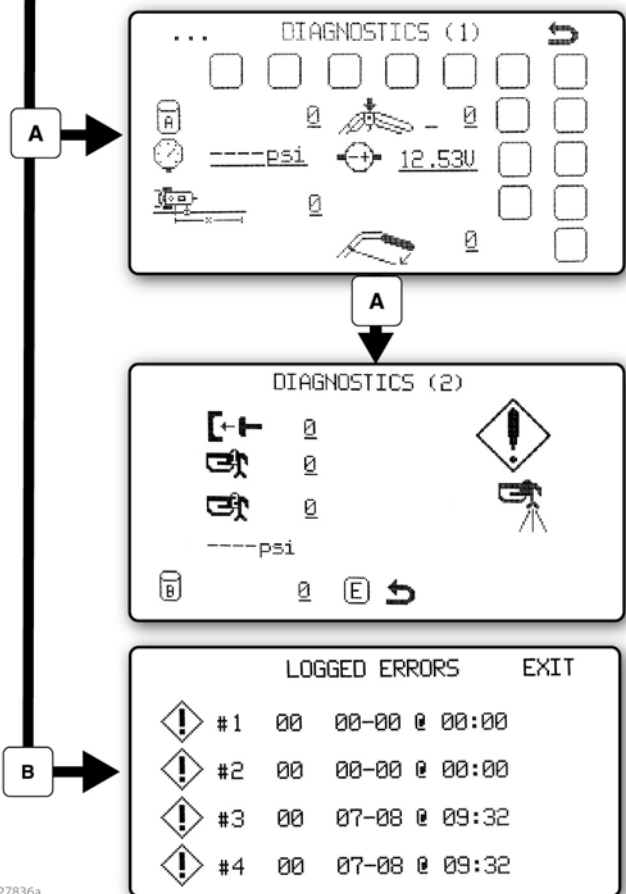 ... DIAGNOSTICS (1)
A 0 _ 0
A ----psi -+ 12.53V
0
0
A
DIAGNOSTICS (2)
0
0
0
----psi
B 0 E
LOGGED ERRORS EXIT
! #1 00 00-00 @ 00:00
! #2 00 00-00 @ 00:00
B
! #3 00 07-08 @ 09:32
! #4 00 07-08 @ 09:32